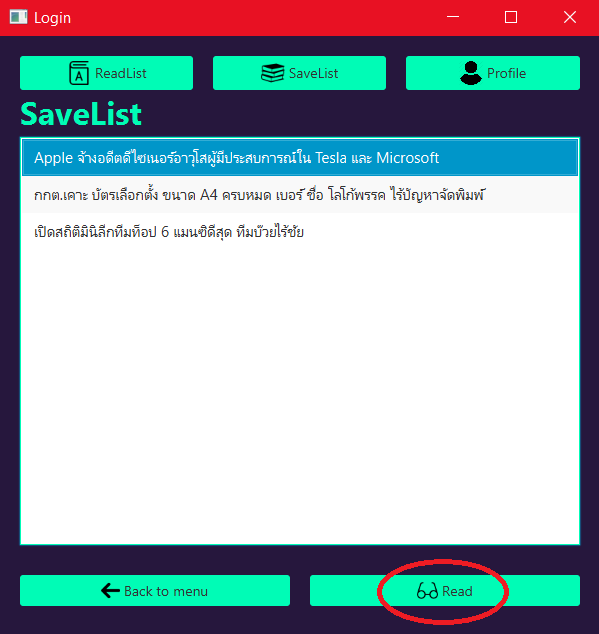 Login
ReadList SaveList Profile
SaveList
Apple จ้างอดีตดีไซเนอร์อาวุโสผู้มีประสบการณ์ใน Tesla และ Microsoft
กกต.เคาะ บัตรเลือกตั้ง ขนาด A4 ครบหมด เบอร์ ชื่อ โลโก้พรรค ไร้ปัญหาจัดพิมพ์
เปิดสถิติมินิลีกทีมท็อป 6 แมนซิดีสุด ทีมบ๊วยไร้ชัย
Back to menu Read